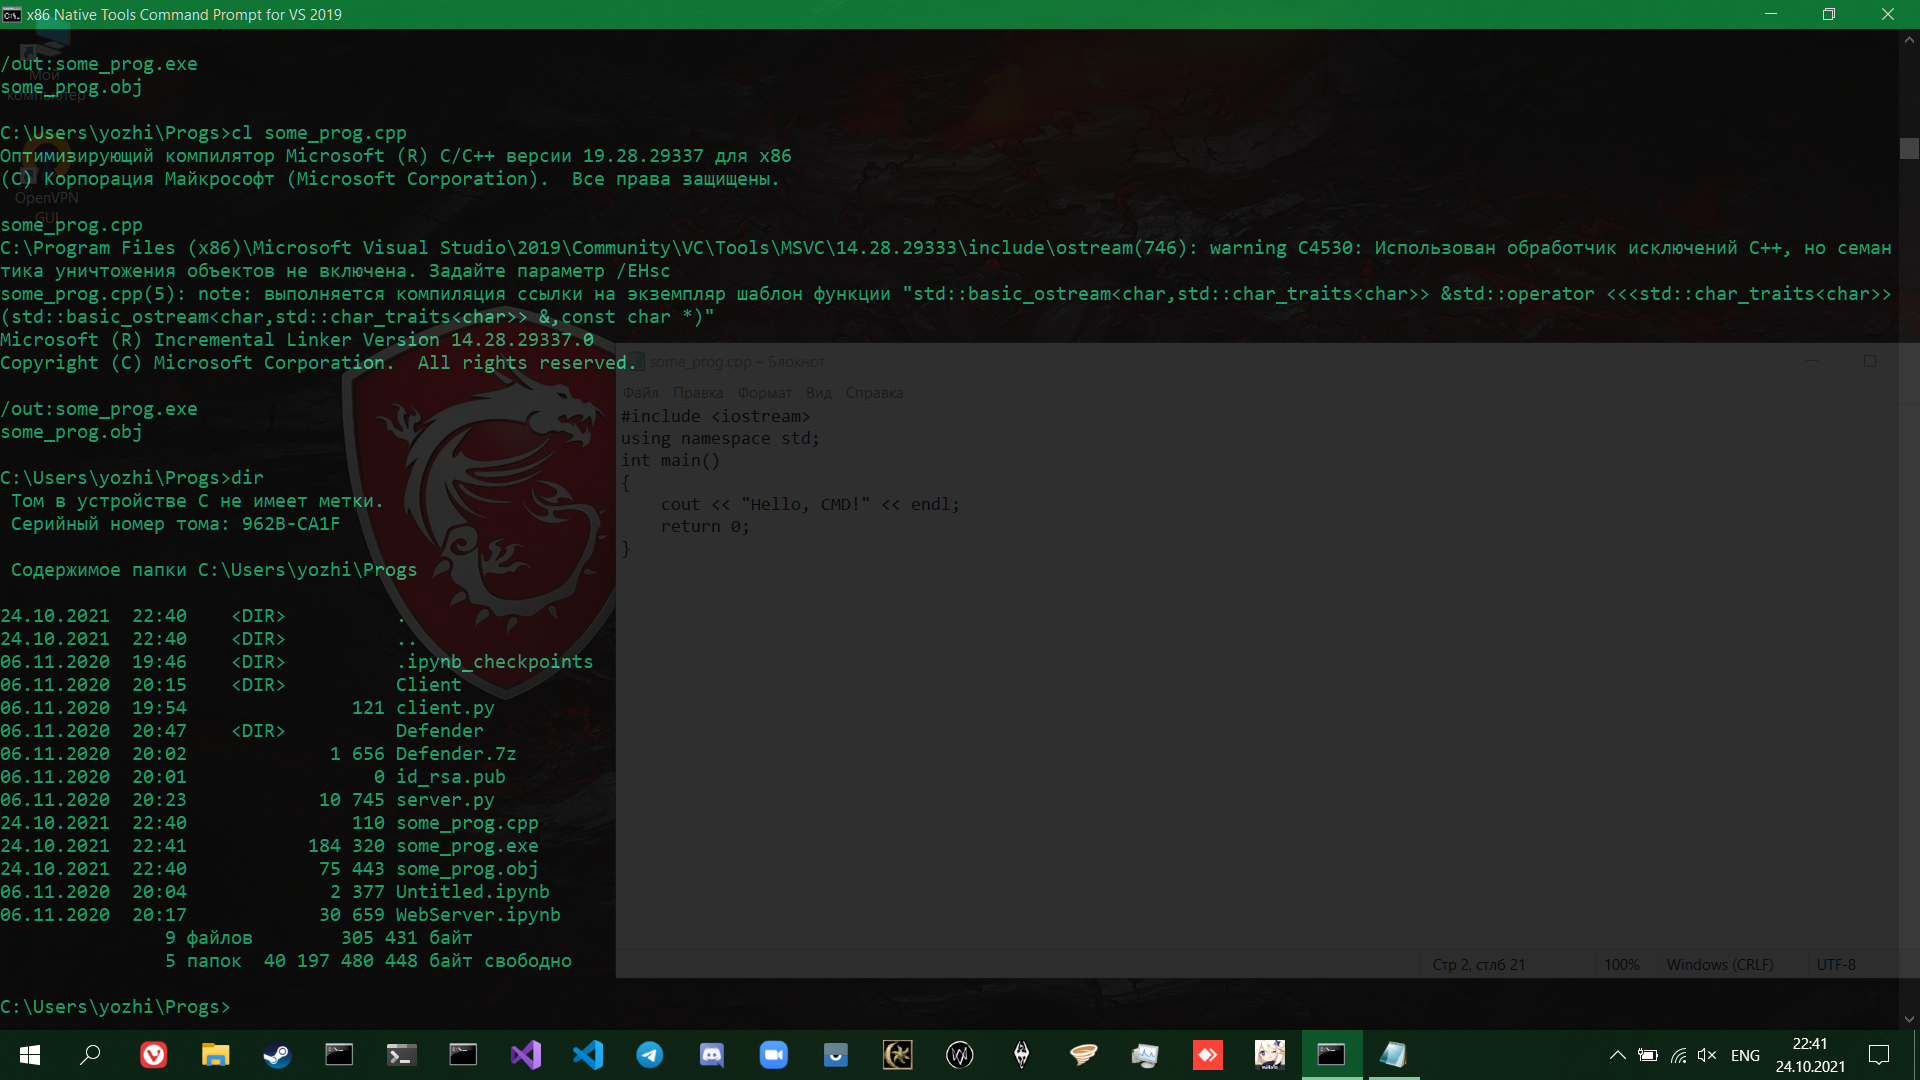 x86 Native Tools Command Prompt for VS 2019
/out:some_prog.exe
some_prog.obj
Мой
компьютер
C:\Users\yozhi\Progs>cl some_prog.cpp
Оптимизирующий компилятор Microsoft (R) C/C++ версии 19.28.29337 для x86
(C) Корпорация Майкрософт (Microsoft Corporation).  Все права защищены.
OpenVPN
GUI
some_prog.cpp
C:\Program Files (x86)\Microsoft Visual Studio\2019\Community\VC\Tools\MSVC\14.28.29333\include\ostream(746): warning C4530: Использован обработчик исключений C++, но семан
тика уничтожения объектов не включена. Задайте параметр /EHsc
some_prog.cpp(5): note: выполняется компиляция ссылки на экземпляр шаблон функции "std::basic_ostream<char,std::char_traits<char>> &std::operator <<<std::char_traits<char>>
(std::basic_ostream<char,std::char_traits<char>> &,const char *)"
Microsoft (R) Incremental Linker Version 14.28.29337.0
Copyright (C) Microsoft Corporation.  All rights reserved.
/out:some_prog.exe
some_prog.obj
C:\Users\yozhi\Progs>dir
Том в устройстве C не имеет метки.
Серийный номер тома: 962B-CA1F
Содержимое папки C:\Users\yozhi\Progs
24.10.2021  22:40    <DIR>          .
24.10.2021  22:40    <DIR>          ..
06.11.2020  19:46    <DIR>          .ipynb_checkpoints
06.11.2020  20:15    <DIR>          Client
06.11.2020  19:54               121 client.py
06.11.2020  20:47    <DIR>          Defender
06.11.2020  20:02             1 656 Defender.7z
06.11.2020  20:01                 0 id_rsa.pub
06.11.2020  20:23            10 745 server.py
24.10.2021  22:40               110 some_prog.cpp
24.10.2021  22:41           184 320 some_prog.exe
24.10.2021  22:40            75 443 some_prog.obj
06.11.2020  20:04             2 377 Untitled.ipynb
06.11.2020  20:17            30 659 WebServer.ipynb
9 файлов        305 431 байт
5 папок  40 197 480 448 байт свободно
C:\Users\yozhi\Progs>
some_prog.cpp – Блокнот
Файл Правка Формат Вид Справка
#include <iostream>
using namespace std;
int main()
{
    cout << "Hello, CMD!" << endl;
    return 0;
}
Стр 2, стлб 21 100% Windows (CRLF) UTF-8
ENG
22:41
24.10.2021